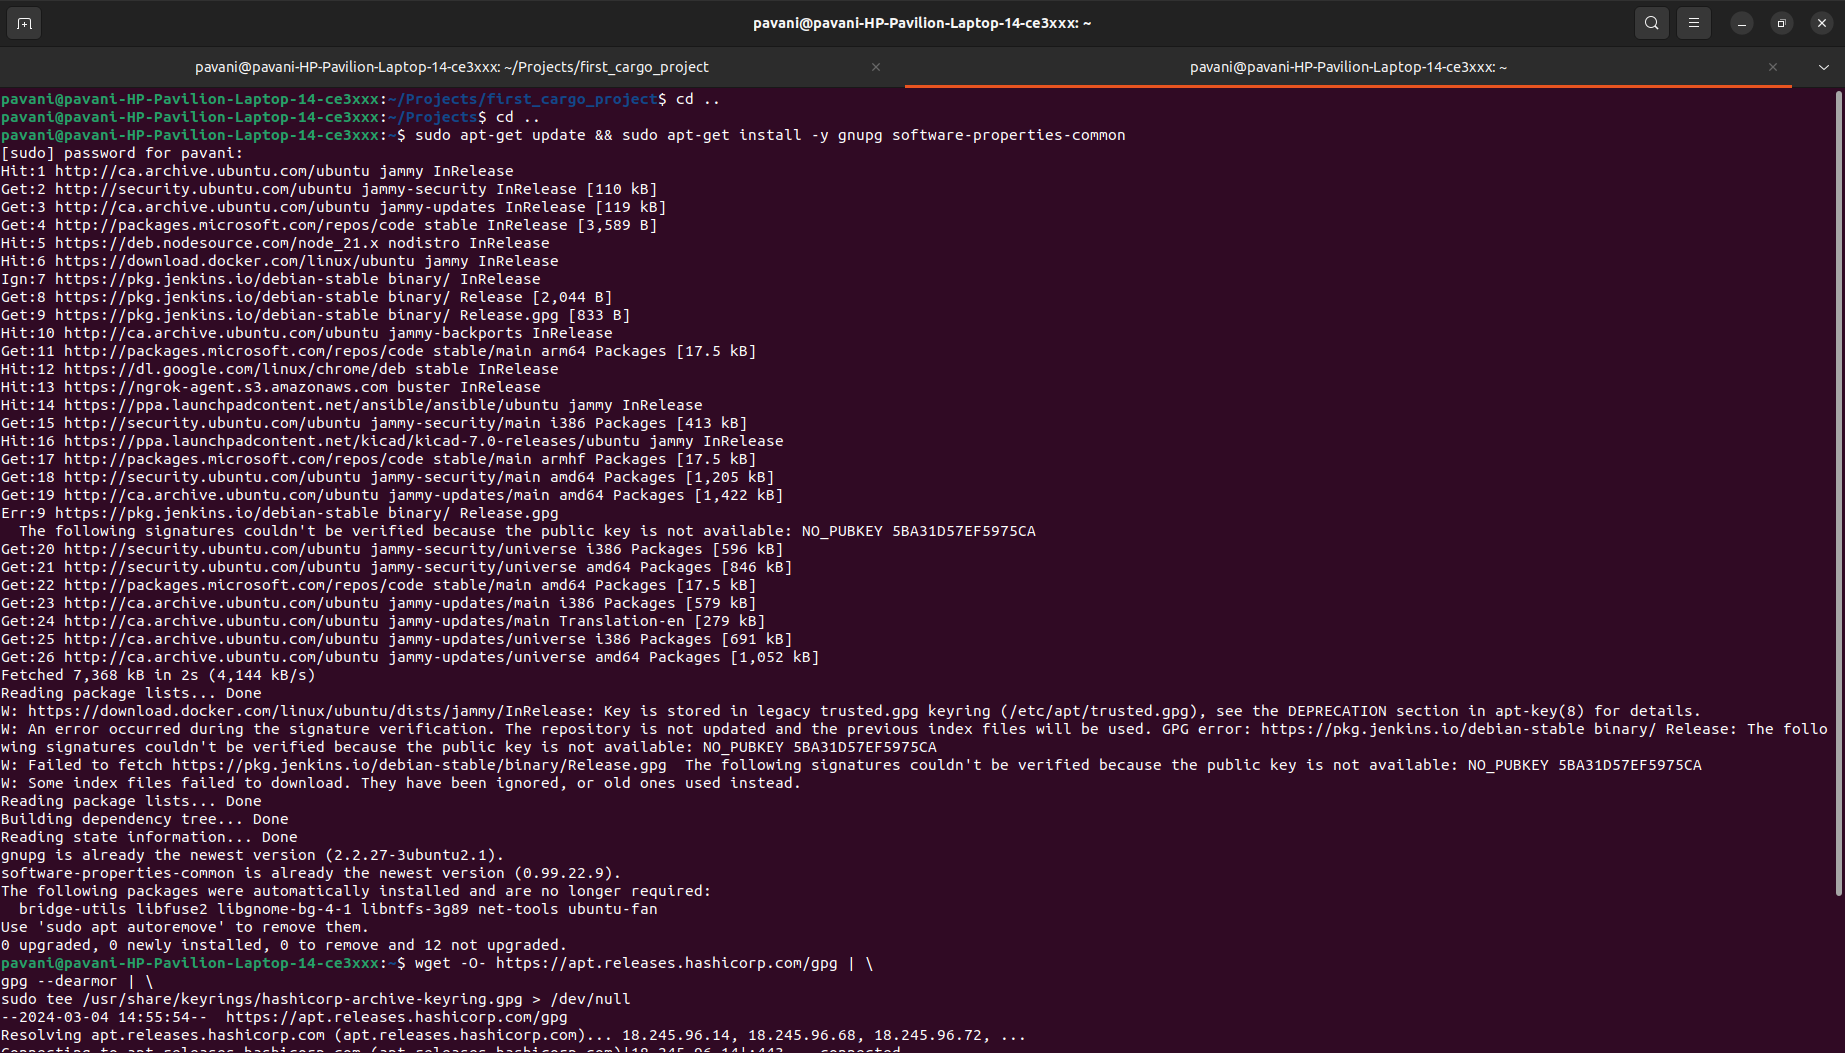 pavani@pavani-HP-Pavilion-Laptop-14-ce3xxx: ~
pavani@pavani-HP-Pavilion-Laptop-14-ce3xxx: ~/Projects/first_cargo_project
pavani@pavani-HP-Pavilion-Laptop-14-ce3xxx: ~
pavani@pavani-HP-Pavilion-Laptop-14-ce3xxx:~/Projects/first_cargo_project$ cd ..
pavani@pavani-HP-Pavilion-Laptop-14-ce3xxx:~/Projects$ cd ..
pavani@pavani-HP-Pavilion-Laptop-14-ce3xxx:~$ sudo apt-get update && sudo apt-get install -y gnupg software-properties-common
[sudo] password for pavani:
Hit:1 http://ca.archive.ubuntu.com/ubuntu jammy InRelease
Get:2 http://security.ubuntu.com/ubuntu jammy-security InRelease [110 kB]
Get:3 http://ca.archive.ubuntu.com/ubuntu jammy-updates InRelease [119 kB]
Get:4 http://packages.microsoft.com/repos/code stable InRelease [3,589 B]
Hit:5 https://deb.nodesource.com/node_21.x nodistro InRelease
Hit:6 https://download.docker.com/linux/ubuntu jammy InRelease
Ign:7 https://pkg.jenkins.io/debian-stable binary/ InRelease
Get:8 https://pkg.jenkins.io/debian-stable binary/ Release [2,044 B]
Get:9 https://pkg.jenkins.io/debian-stable binary/ Release.gpg [833 B]
Hit:10 http://ca.archive.ubuntu.com/ubuntu jammy-backports InRelease
Get:11 http://packages.microsoft.com/repos/code stable/main arm64 Packages [17.5 kB]
Hit:12 https://dl.google.com/linux/chrome/deb stable InRelease
Hit:13 https://ngrok-agent.s3.amazonaws.com buster InRelease
Hit:14 https://ppa.launchpadcontent.net/ansible/ansible/ubuntu jammy InRelease
Get:15 http://security.ubuntu.com/ubuntu jammy-security/main i386 Packages [413 kB]
Hit:16 https://ppa.launchpadcontent.net/kicad/kicad-7.0-releases/ubuntu jammy InRelease
Get:17 http://packages.microsoft.com/repos/code stable/main armhf Packages [17.5 kB]
Get:18 http://security.ubuntu.com/ubuntu jammy-security/main amd64 Packages [1,205 kB]
Get:19 http://ca.archive.ubuntu.com/ubuntu jammy-updates/main amd64 Packages [1,422 kB]
Err:9 https://pkg.jenkins.io/debian-stable binary/ Release.gpg
The following signatures couldn't be verified because the public key is not available: NO_PUBKEY 5BA31D57EF5975CA
Get:20 http://security.ubuntu.com/ubuntu jammy-security/universe i386 Packages [596 kB]
Get:21 http://security.ubuntu.com/ubuntu jammy-security/universe amd64 Packages [846 kB]
Get:22 http://packages.microsoft.com/repos/code stable/main amd64 Packages [17.5 kB]
Get:23 http://ca.archive.ubuntu.com/ubuntu jammy-updates/main i386 Packages [579 kB]
Get:24 http://ca.archive.ubuntu.com/ubuntu jammy-updates/main Translation-en [279 kB]
Get:25 http://ca.archive.ubuntu.com/ubuntu jammy-updates/universe i386 Packages [691 kB]
Get:26 http://ca.archive.ubuntu.com/ubuntu jammy-updates/universe amd64 Packages [1,052 kB]
Fetched 7,368 kB in 2s (4,144 kB/s)
Reading package lists... Done
W: https://download.docker.com/linux/ubuntu/dists/jammy/InRelease: Key is stored in legacy trusted.gpg keyring (/etc/apt/trusted.gpg), see the DEPRECATION section in apt-key(8) for details.
W: An error occurred during the signature verification. The repository is not updated and the previous index files will be used. GPG error: https://pkg.jenkins.io/debian-stable binary/ Release: The follo
wing signatures couldn't be verified because the public key is not available: NO_PUBKEY 5BA31D57EF5975CA
W: Failed to fetch https://pkg.jenkins.io/debian-stable/binary/Release.gpg  The following signatures couldn't be verified because the public key is not available: NO_PUBKEY 5BA31D57EF5975CA
W: Some index files failed to download. They have been ignored, or old ones used instead.
Reading package lists... Done
Building dependency tree... Done
Reading state information... Done
gnupg is already the newest version (2.2.27-3ubuntu2.1).
software-properties-common is already the newest version (0.99.22.9).
The following packages were automatically installed and are no longer required:
bridge-utils libfuse2 libgnome-bg-4-1 libntfs-3g89 net-tools ubuntu-fan
Use 'sudo apt autoremove' to remove them.
0 upgraded, 0 newly installed, 0 to remove and 12 not upgraded.
pavani@pavani-HP-Pavilion-Laptop-14-ce3xxx:~$ wget -O- https://apt.releases.hashicorp.com/gpg | \
gpg --dearmor | \
sudo tee /usr/share/keyrings/hashicorp-archive-keyring.gpg > /dev/null
--2024-03-04 14:55:54--  https://apt.releases.hashicorp.com/gpg
Resolving apt.releases.hashicorp.com (apt.releases.hashicorp.com)... 18.245.96.14, 18.245.96.68, 18.245.96.72, ...
Connecting to apt.releases.hashicorp.com (apt.releases.hashicorp.com)|18.245.96.14|:443... connected.